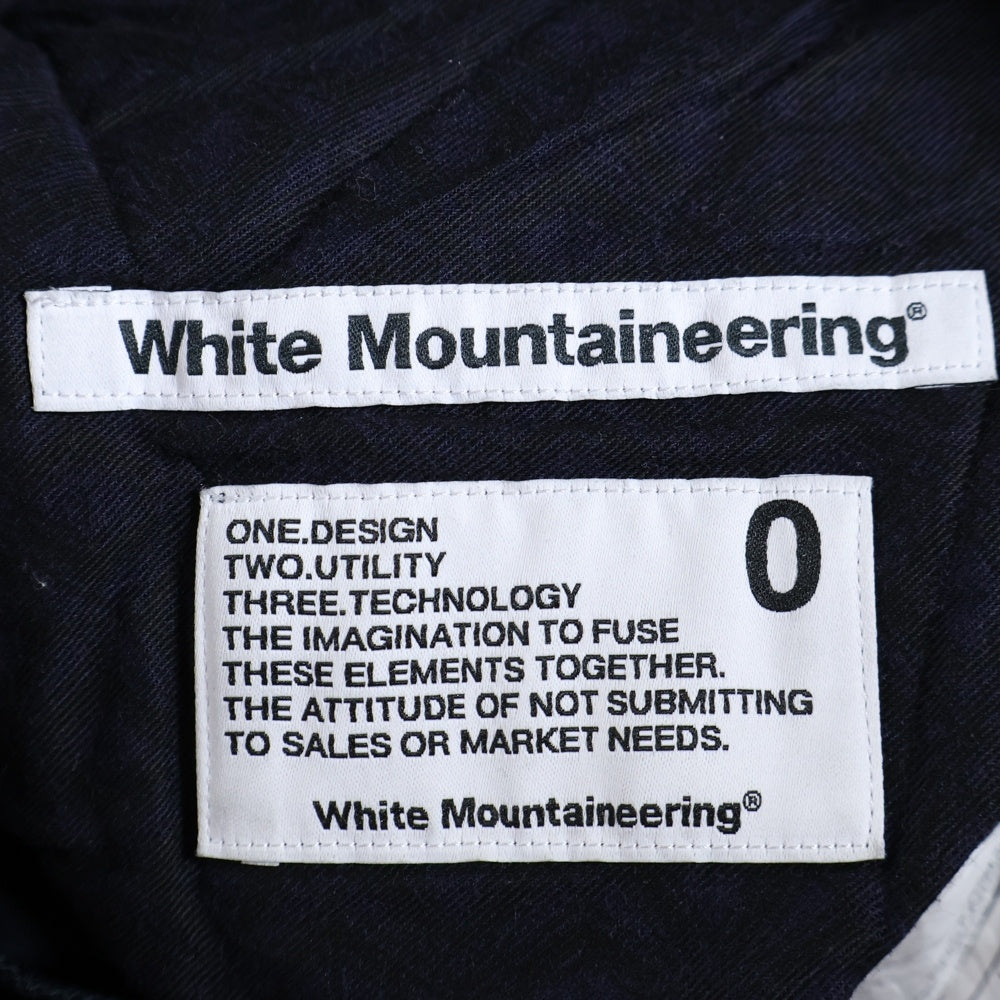 White Mountaineering®
0
ONE.DESIGN
TWO.UTILITY
THREE.TECHNOLOGY
THE IMAGINATION TO FUSE
THESE ELEMENTS TOGETHER.
THE ATTITUDE OF NOT SUBMITTING
TO SALES OR MARKET NEEDS.
White Mountaineering®